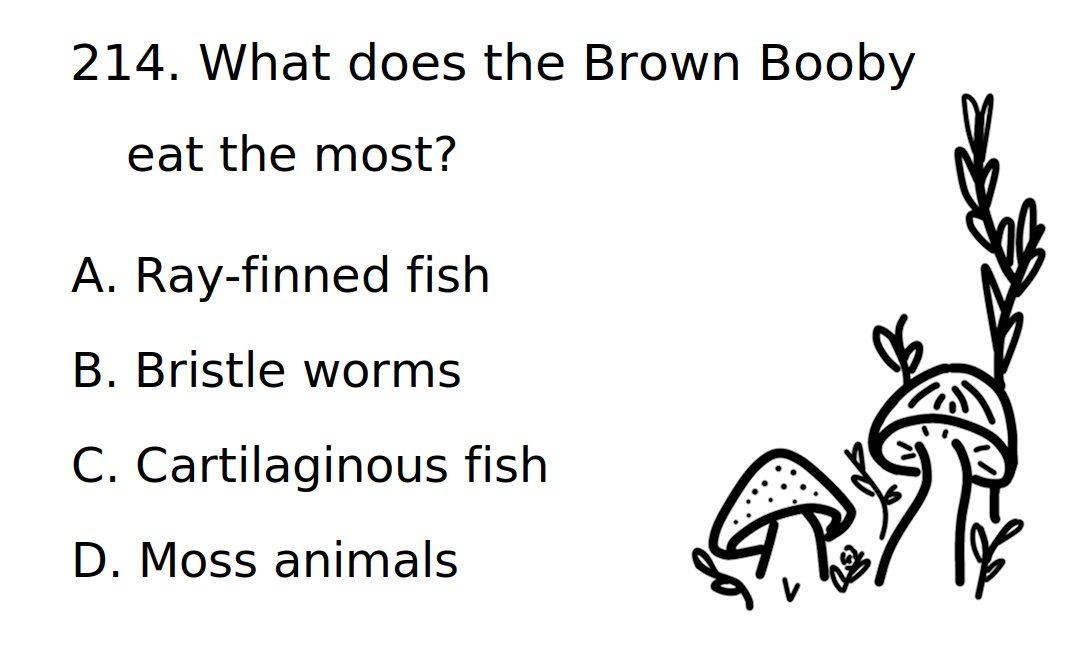 214. What does the Brown Booby
eat the most?
A. Ray-finned fish
B. Bristle worms
C. Cartilaginous fish
D. Moss animals